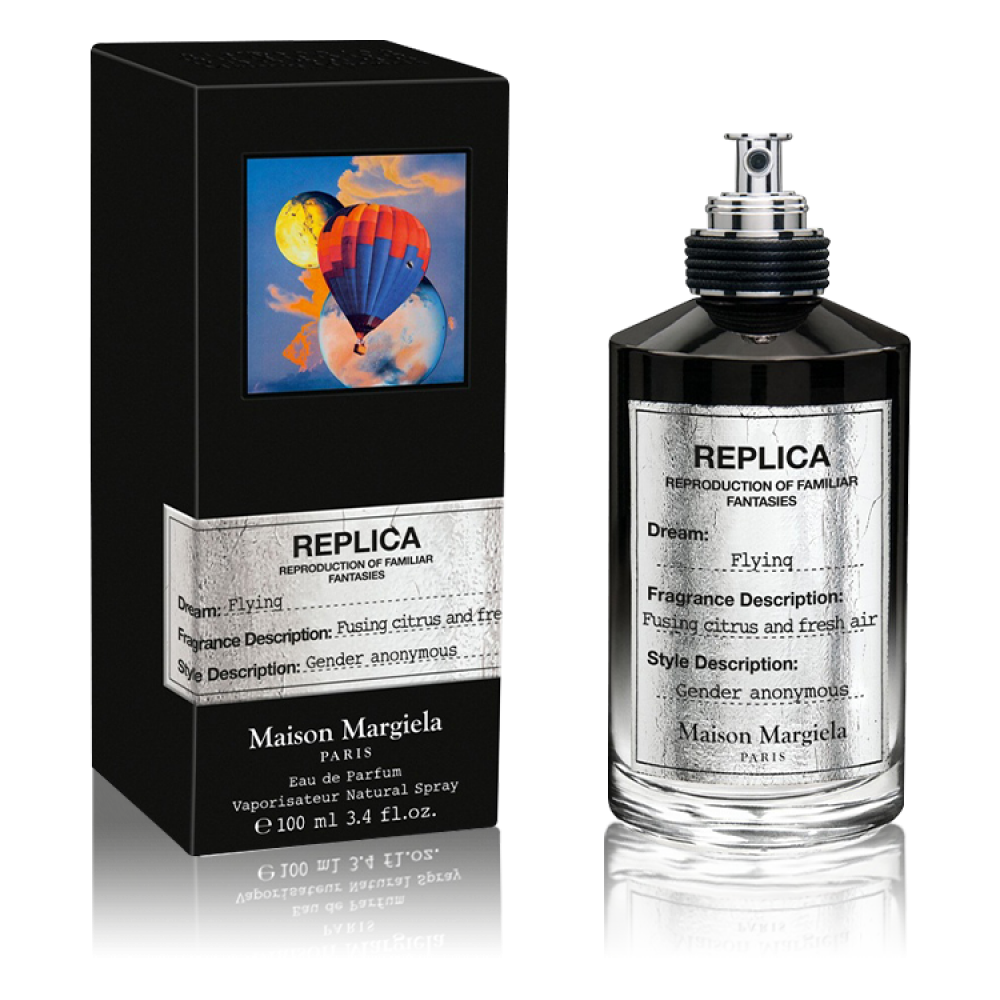 REPLICA
REPRODUCTION OF FAMILIAR
FANTASIES
Dream: Flying
Fragrance Description: Fusing citrus and fre
Style Description: Gender anonymous
Maison Margiela
PARIS
Eau de Parfum
Vaporisateur Natural Spray
℮ 100 ml 3.4 fl.oz.
REPLICA
REPRODUCTION OF FAMILIAR
FANTASIES
Dream:
Flying
Fragrance Description:
Fusing citrus and fresh air
Style Description:
Gender anonymous
Maison Margiela
PARIS